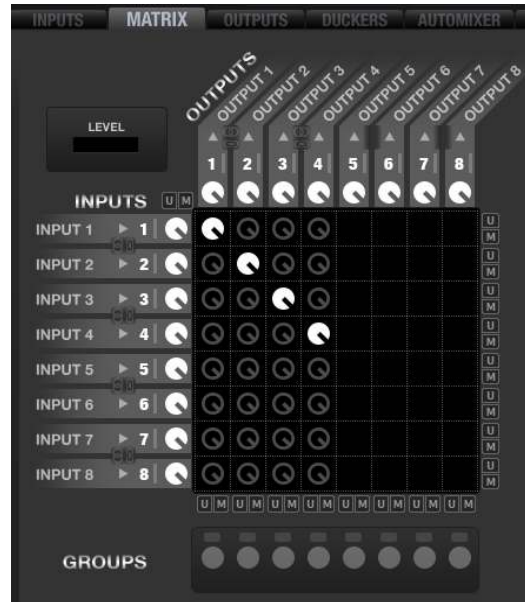 INPUTS MATRIX OUTPUTS DUCKERS AUTOMIXER
OUTPUTS
OUTPUT 1
OUTPUT 2
OUTPUT 3
OUTPUT 4
OUTPUT 5
OUTPUT 6
OUTPUT 7
OUTPUT 8
LEVEL
1 2 3 4 5 6 7 8
INPUTS U M
INPUT 1 1 U M
INPUT 2 2 U M
INPUT 3 3 U M
INPUT 4 4 U M
INPUT 5 5 U M
INPUT 6 6 U M
INPUT 7 7 U M
INPUT 8 8 U M
U M U M U M U M U M U M U M U M
GROUPS